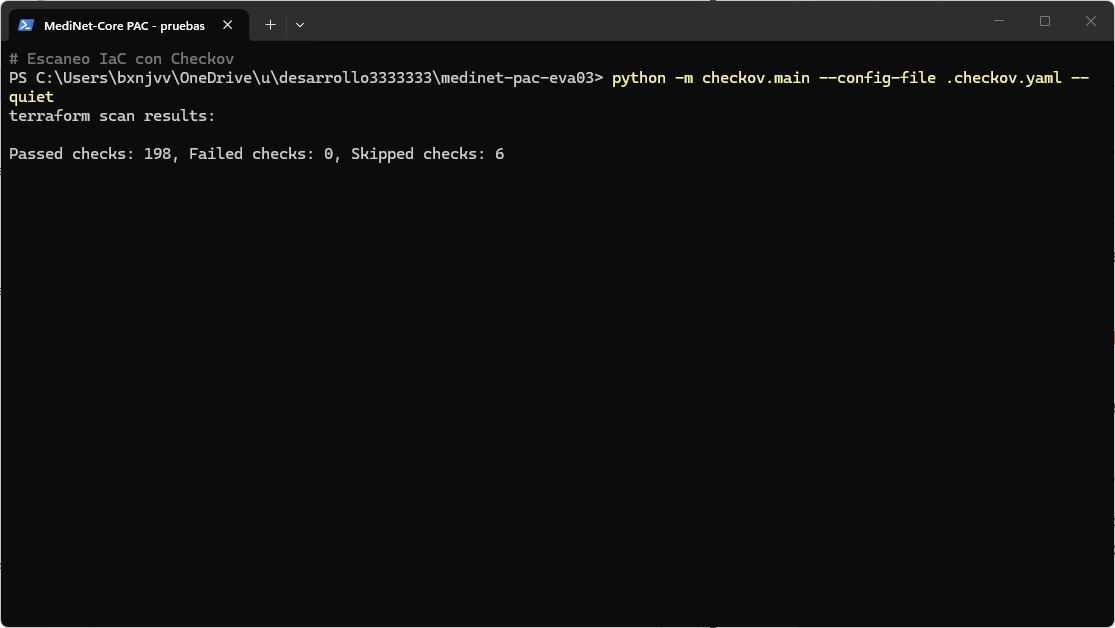 MediNet-Core PAC - pruebas
# Escaneo IaC con Checkov
PS C:\Users\bxnjvv\OneDrive\u\desarrollo3333333\medinet-pac-eva03> python -m checkov.main --config-file .checkov.yaml --
quiet
terraform scan results:
Passed checks: 198, Failed checks: 0, Skipped checks: 6